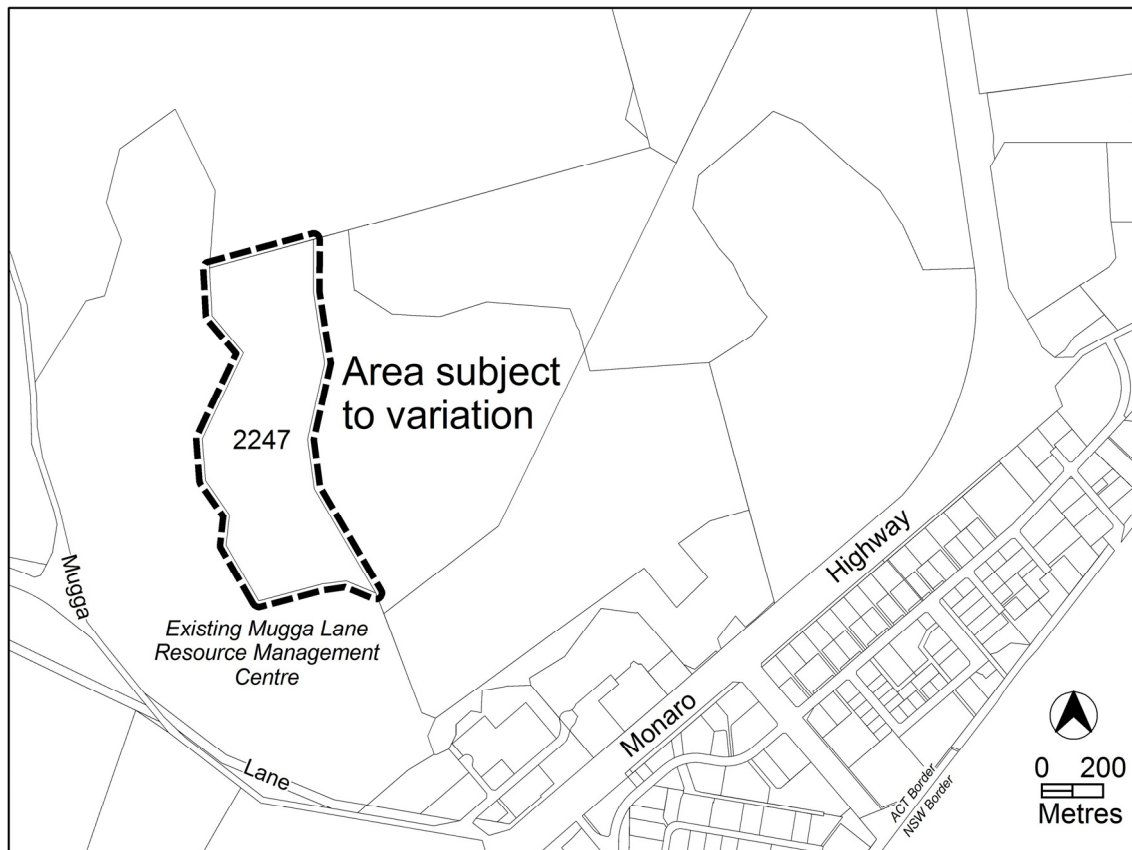 Area subject
to variation
2247
Mugga
Existing Mugga Lane
Resource Management
Centre
Lane
Monaro
Highway
ACT Border
NSW Border
0 200
Metres